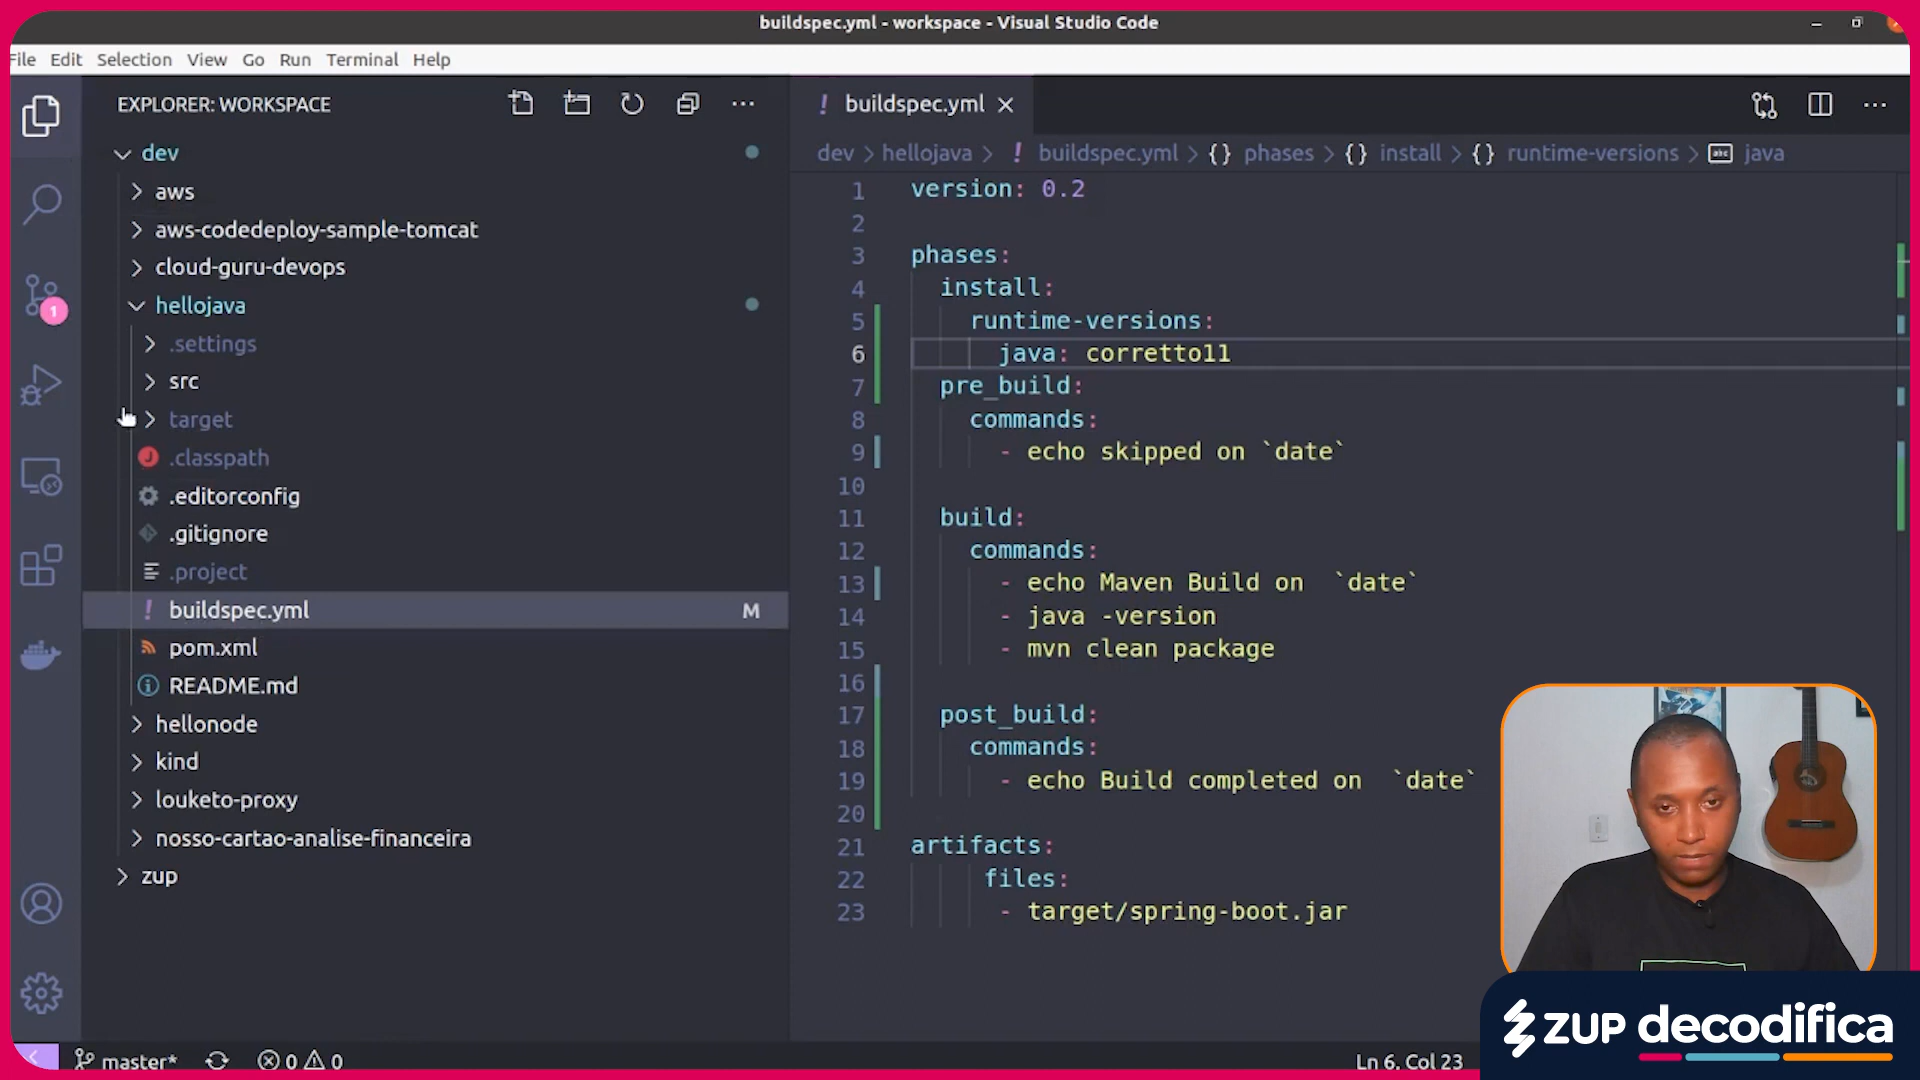 buildspec.yml - workspace - Visual Studio Code
File Edit Selection View Go Run Terminal Help
EXPLORER: WORKSPACE
dev
aws
aws-codedeploy-sample-tomcat
cloud-guru-devops
hellojava
.settings
src
target
.classpath
.editorconfig
.gitignore
.project
buildspec.yml M
pom.xml
README.md
hellonode
kind
louketo-proxy
nosso-cartao-analise-financeira
zup
1
! buildspec.yml
dev > hellojava > ! buildspec.yml > {} phases > {} install > {} runtime-versions > abc java
1 version: 0.2
2
3 phases:
4 install:
5 runtime-versions:
6 java: corretto11
7 pre_build:
8 commands:
9 - echo skipped on `date`
10
11 build:
12 commands:
13 - echo Maven Build on `date`
14 - java -version
15 - mvn clean package
16
17 post_build:
18 commands:
19 - echo Build completed on `date`
20
21 artifacts:
22 files:
23 - target/spring-boot.jar
master* 0 0
Ln 6, Col 23
ZUP decodifica